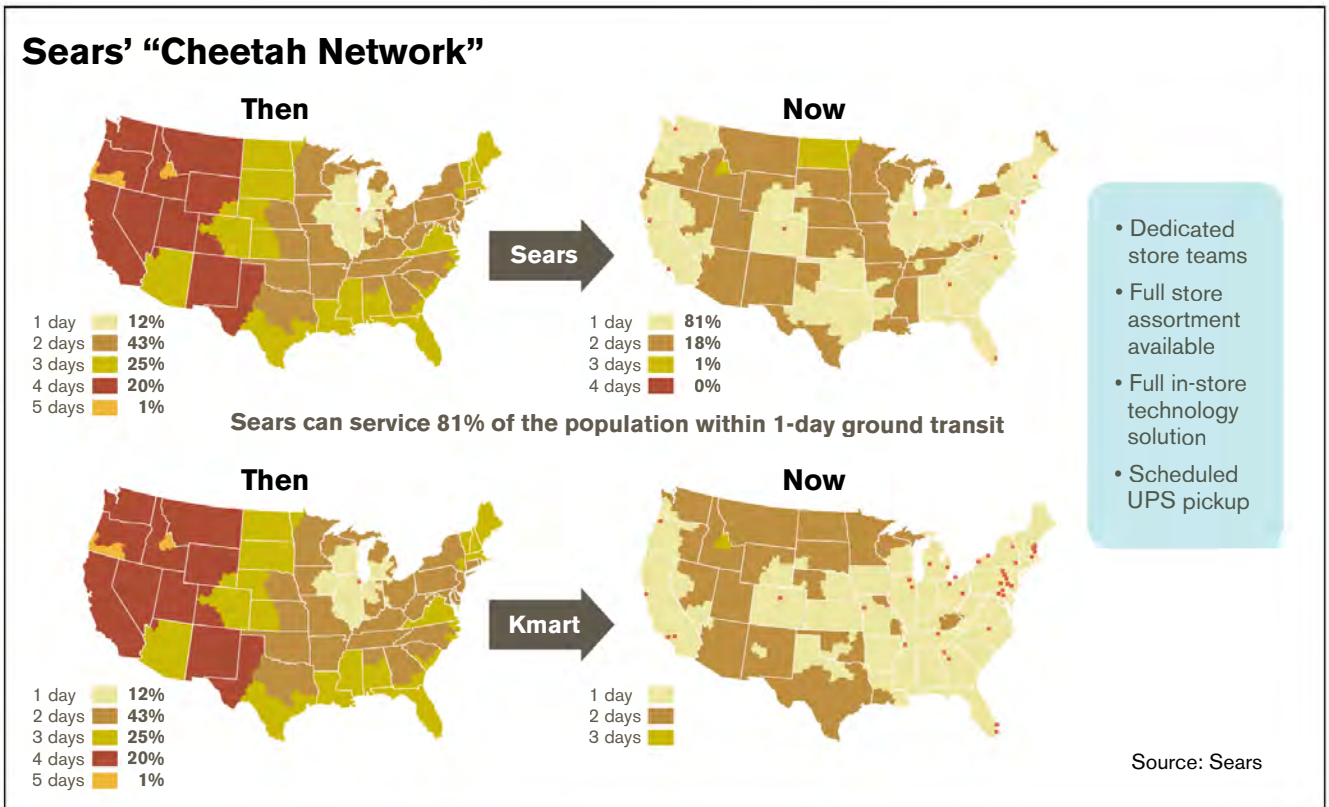 Sears’ “Cheetah Network”
Then
Now
Sears
1 day 12%
2 days 43%
3 days 25%
4 days 20%
5 days 1%
1 day 81%
2 days 18%
3 days 1%
4 days 0%
Sears can service 81% of the population within 1-day ground transit
Then
Now
Kmart
1 day 12%
2 days 43%
3 days 25%
4 days 20%
5 days 1%
1 day
2 days
3 days
• Dedicated
store teams
• Full store
assortment
available
• Full in-store
technology
solution
• Scheduled
UPS pickup
Source: Sears